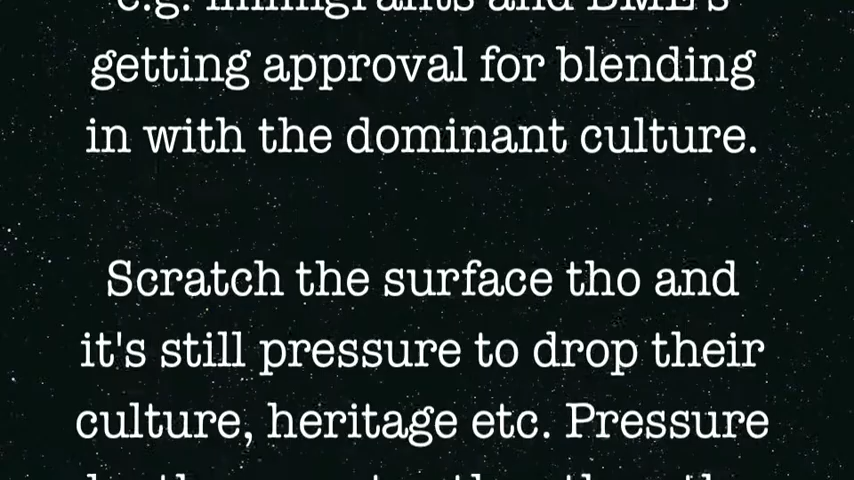 e.g. immigrants and BME's
getting approval for blending
in with the dominant culture.
Scratch the surface tho and
it's still pressure to drop their
culture, heritage etc. Pressure